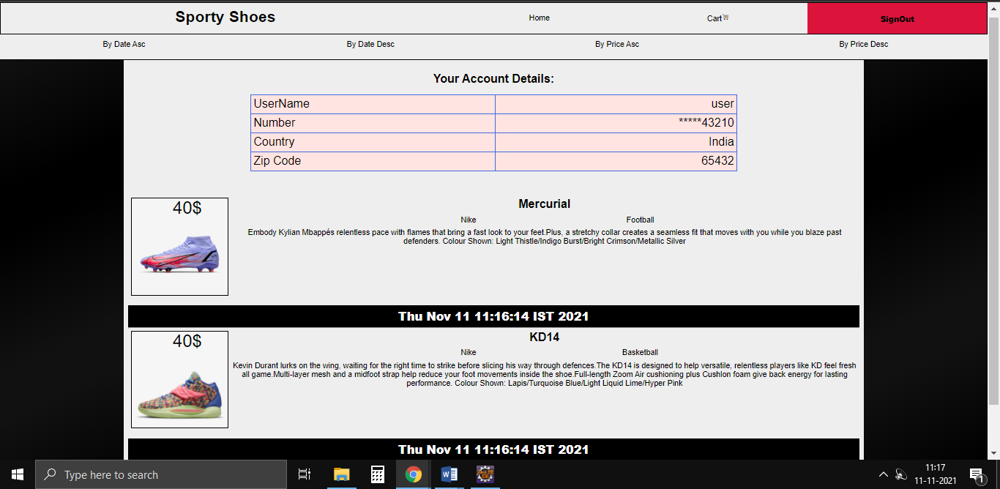 Sporty Shoes
Home
Cart
SignOut
By Date Asc
By Date Desc
By Price Asc
By Price Desc
Your Account Details:
UserName user
Number *****43210
Country India
Zip Code 65432
40$
Mercurial
Nike Football
Embody Kylian Mbappés relentless pace with flames that bring a fast look to your feet.Plus, a stretchy collar creates a seamless fit that moves with you while you blaze past
defenders. Colour Shown: Light Thistle/Indigo Burst/Bright Crimson/Metallic Silver
Thu Nov 11 11:16:14 IST 2021
40$
KD14
Nike Basketball
Kevin Durant lurks on the wing, waiting for the right time to strike before slicing his way through defences.The KD14 is designed to help versatile, relentless players like KD feel fresh
all game.Multi-layer mesh and a midfoot strap help reduce your foot movements inside the shoe.Full-length Zoom Air cushioning plus Cushlon foam give back energy for lasting
performance. Colour Shown: Lapis/Turquoise Blue/Light Liquid Lime/Hyper Pink
Thu Nov 11 11:16:14 IST 2021
Type here to search
11:17
11-11-2021
1